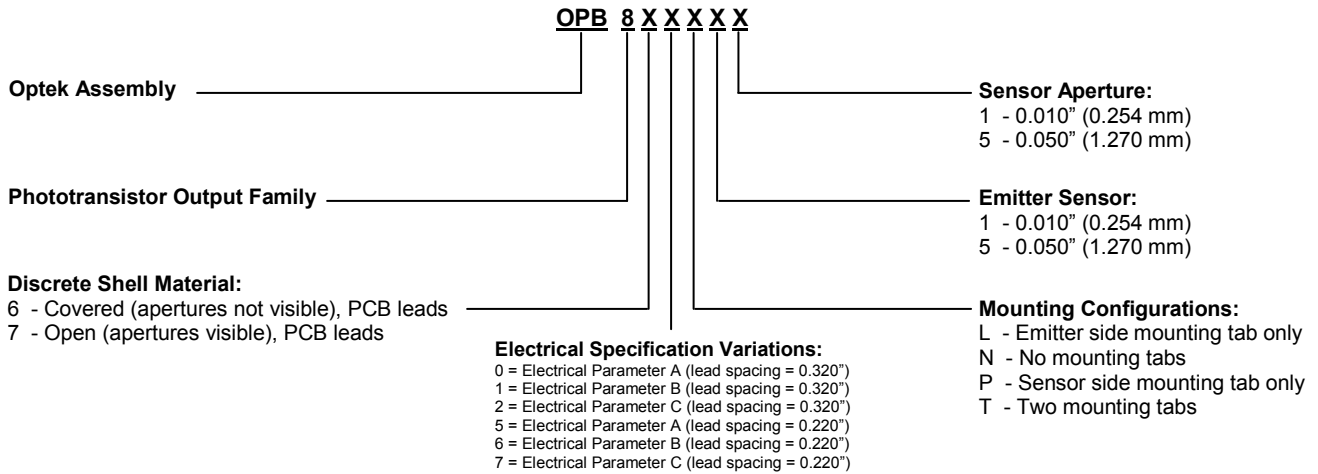 OPB 8 X X X X X
Optek Assembly
Phototransistor Output Family
Discrete Shell Material:
6 - Covered (apertures not visible), PCB leads
7 - Open (apertures visible), PCB leads
Electrical Specification Variations:
0 = Electrical Parameter A (lead spacing = 0.320”)
1 = Electrical Parameter B (lead spacing = 0.320”)
2 = Electrical Parameter C (lead spacing = 0.320”)
5 = Electrical Parameter A (lead spacing = 0.220”)
6 = Electrical Parameter B (lead spacing = 0.220”)
7 = Electrical Parameter C (lead spacing = 0.220”)
Sensor Aperture:
1 - 0.010” (0.254 mm)
5 - 0.050” (1.270 mm)
Emitter Sensor:
1 - 0.010” (0.254 mm)
5 - 0.050” (1.270 mm)
Mounting Configurations:
L - Emitter side mounting tab only
N - No mounting tabs
P - Sensor side mounting tab only
T - Two mounting tabs